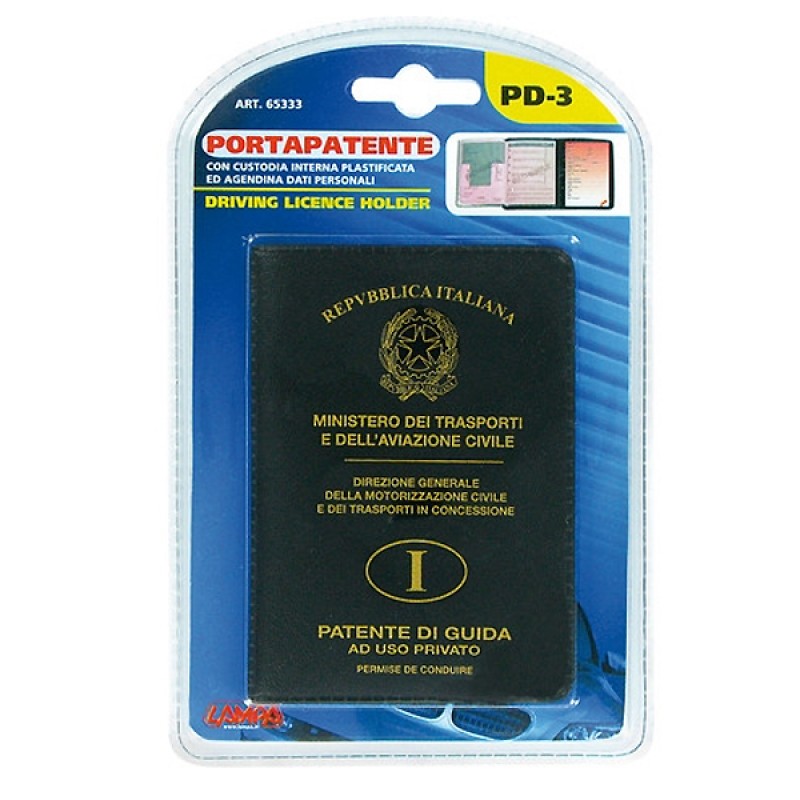 ART. 65333
PD-3
PORTAPATENTE
CON CUSTODIA INTERNA PLASTIFICATA
ED AGENDINA DATI PERSONALI
DRIVING LICENCE HOLDER
REPVBBLICA ITALIANA
REPVBBLICA ITALIANA
MINISTERO DEI TRASPORTI
E DELL'AVIAZIONE CIVILE
DIREZIONE GENERALE
DELLA MOTORIZZAZIONE CIVILE
E DEI TRASPORTI IN CONCESSIONE
I
PATENTE DI GUIDA
AD USO PRIVATO
PERMISE DE CONDUIRE
LAMPA